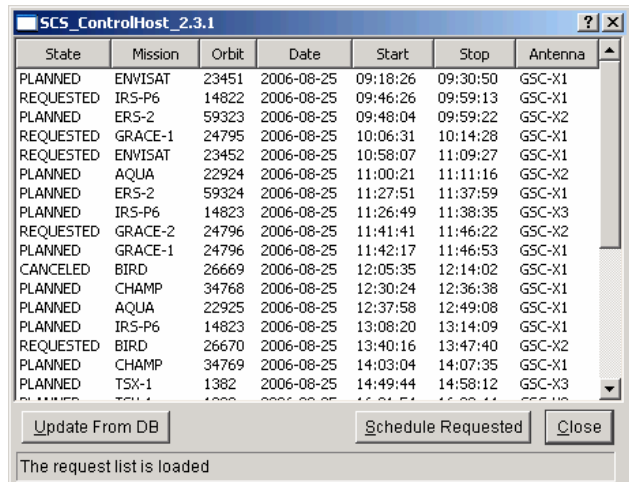 SCS_ControlHost_2.3.1
State Mission Orbit Date Start Stop Antenna
PLANNED ENVISAT 23451 2006-08-25 09:18:26 09:30:50 GSC-X1
REQUESTED IRS-P6 14822 2006-08-25 09:46:26 09:59:13 GSC-X1
PLANNED ERS-2 59323 2006-08-25 09:48:04 09:59:22 GSC-X2
REQUESTED GRACE-1 24795 2006-08-25 10:06:31 10:14:28 GSC-X1
REQUESTED ENVISAT 23452 2006-08-25 10:58:07 11:09:27 GSC-X1
PLANNED AQUA 22924 2006-08-25 11:00:21 11:11:16 GSC-X2
PLANNED ERS-2 59324 2006-08-25 11:27:51 11:37:59 GSC-X1
PLANNED IRS-P6 14823 2006-08-25 11:26:49 11:38:35 GSC-X3
REQUESTED GRACE-2 24796 2006-08-25 11:41:41 11:46:22 GSC-X2
PLANNED GRACE-1 24796 2006-08-25 11:42:17 11:46:53 GSC-X1
CANCELED BIRD 26669 2006-08-25 12:05:35 12:14:02 GSC-X1
PLANNED CHAMP 34768 2006-08-25 12:30:24 12:36:38 GSC-X1
PLANNED AQUA 22925 2006-08-25 12:37:58 12:49:08 GSC-X1
PLANNED IRS-P6 14823 2006-08-25 13:08:20 13:14:09 GSC-X1
REQUESTED BIRD 26670 2006-08-25 13:40:16 13:47:40 GSC-X2
PLANNED CHAMP 34769 2006-08-25 14:03:04 14:07:35 GSC-X1
PLANNED TSX-1 1382 2006-08-25 14:49:44 14:58:12 GSC-X3
Update From DB Schedule Requested Close
The request list is loaded